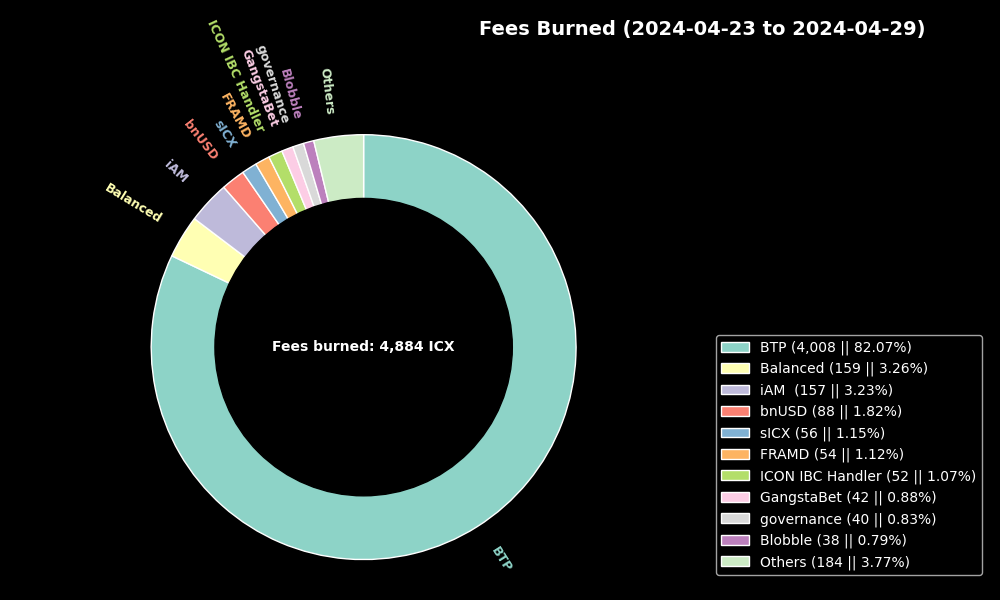 Fees Burned (2024-04-23 to 2024-04-29)
Balanced
iAM
bnUSD
sICX
FRAMD
ICON IBC Handler
GangstaBet
governance
Blobble
Others
Fees burned: 4,884 ICX
BTP
BTP (4,008 || 82.07%)
Balanced (159 || 3.26%)
iAM  (157 || 3.23%)
bnUSD (88 || 1.82%)
sICX (56 || 1.15%)
FRAMD (54 || 1.12%)
ICON IBC Handler (52 || 1.07%)
GangstaBet (42 || 0.88%)
governance (40 || 0.83%)
Blobble (38 || 0.79%)
Others (184 || 3.77%)